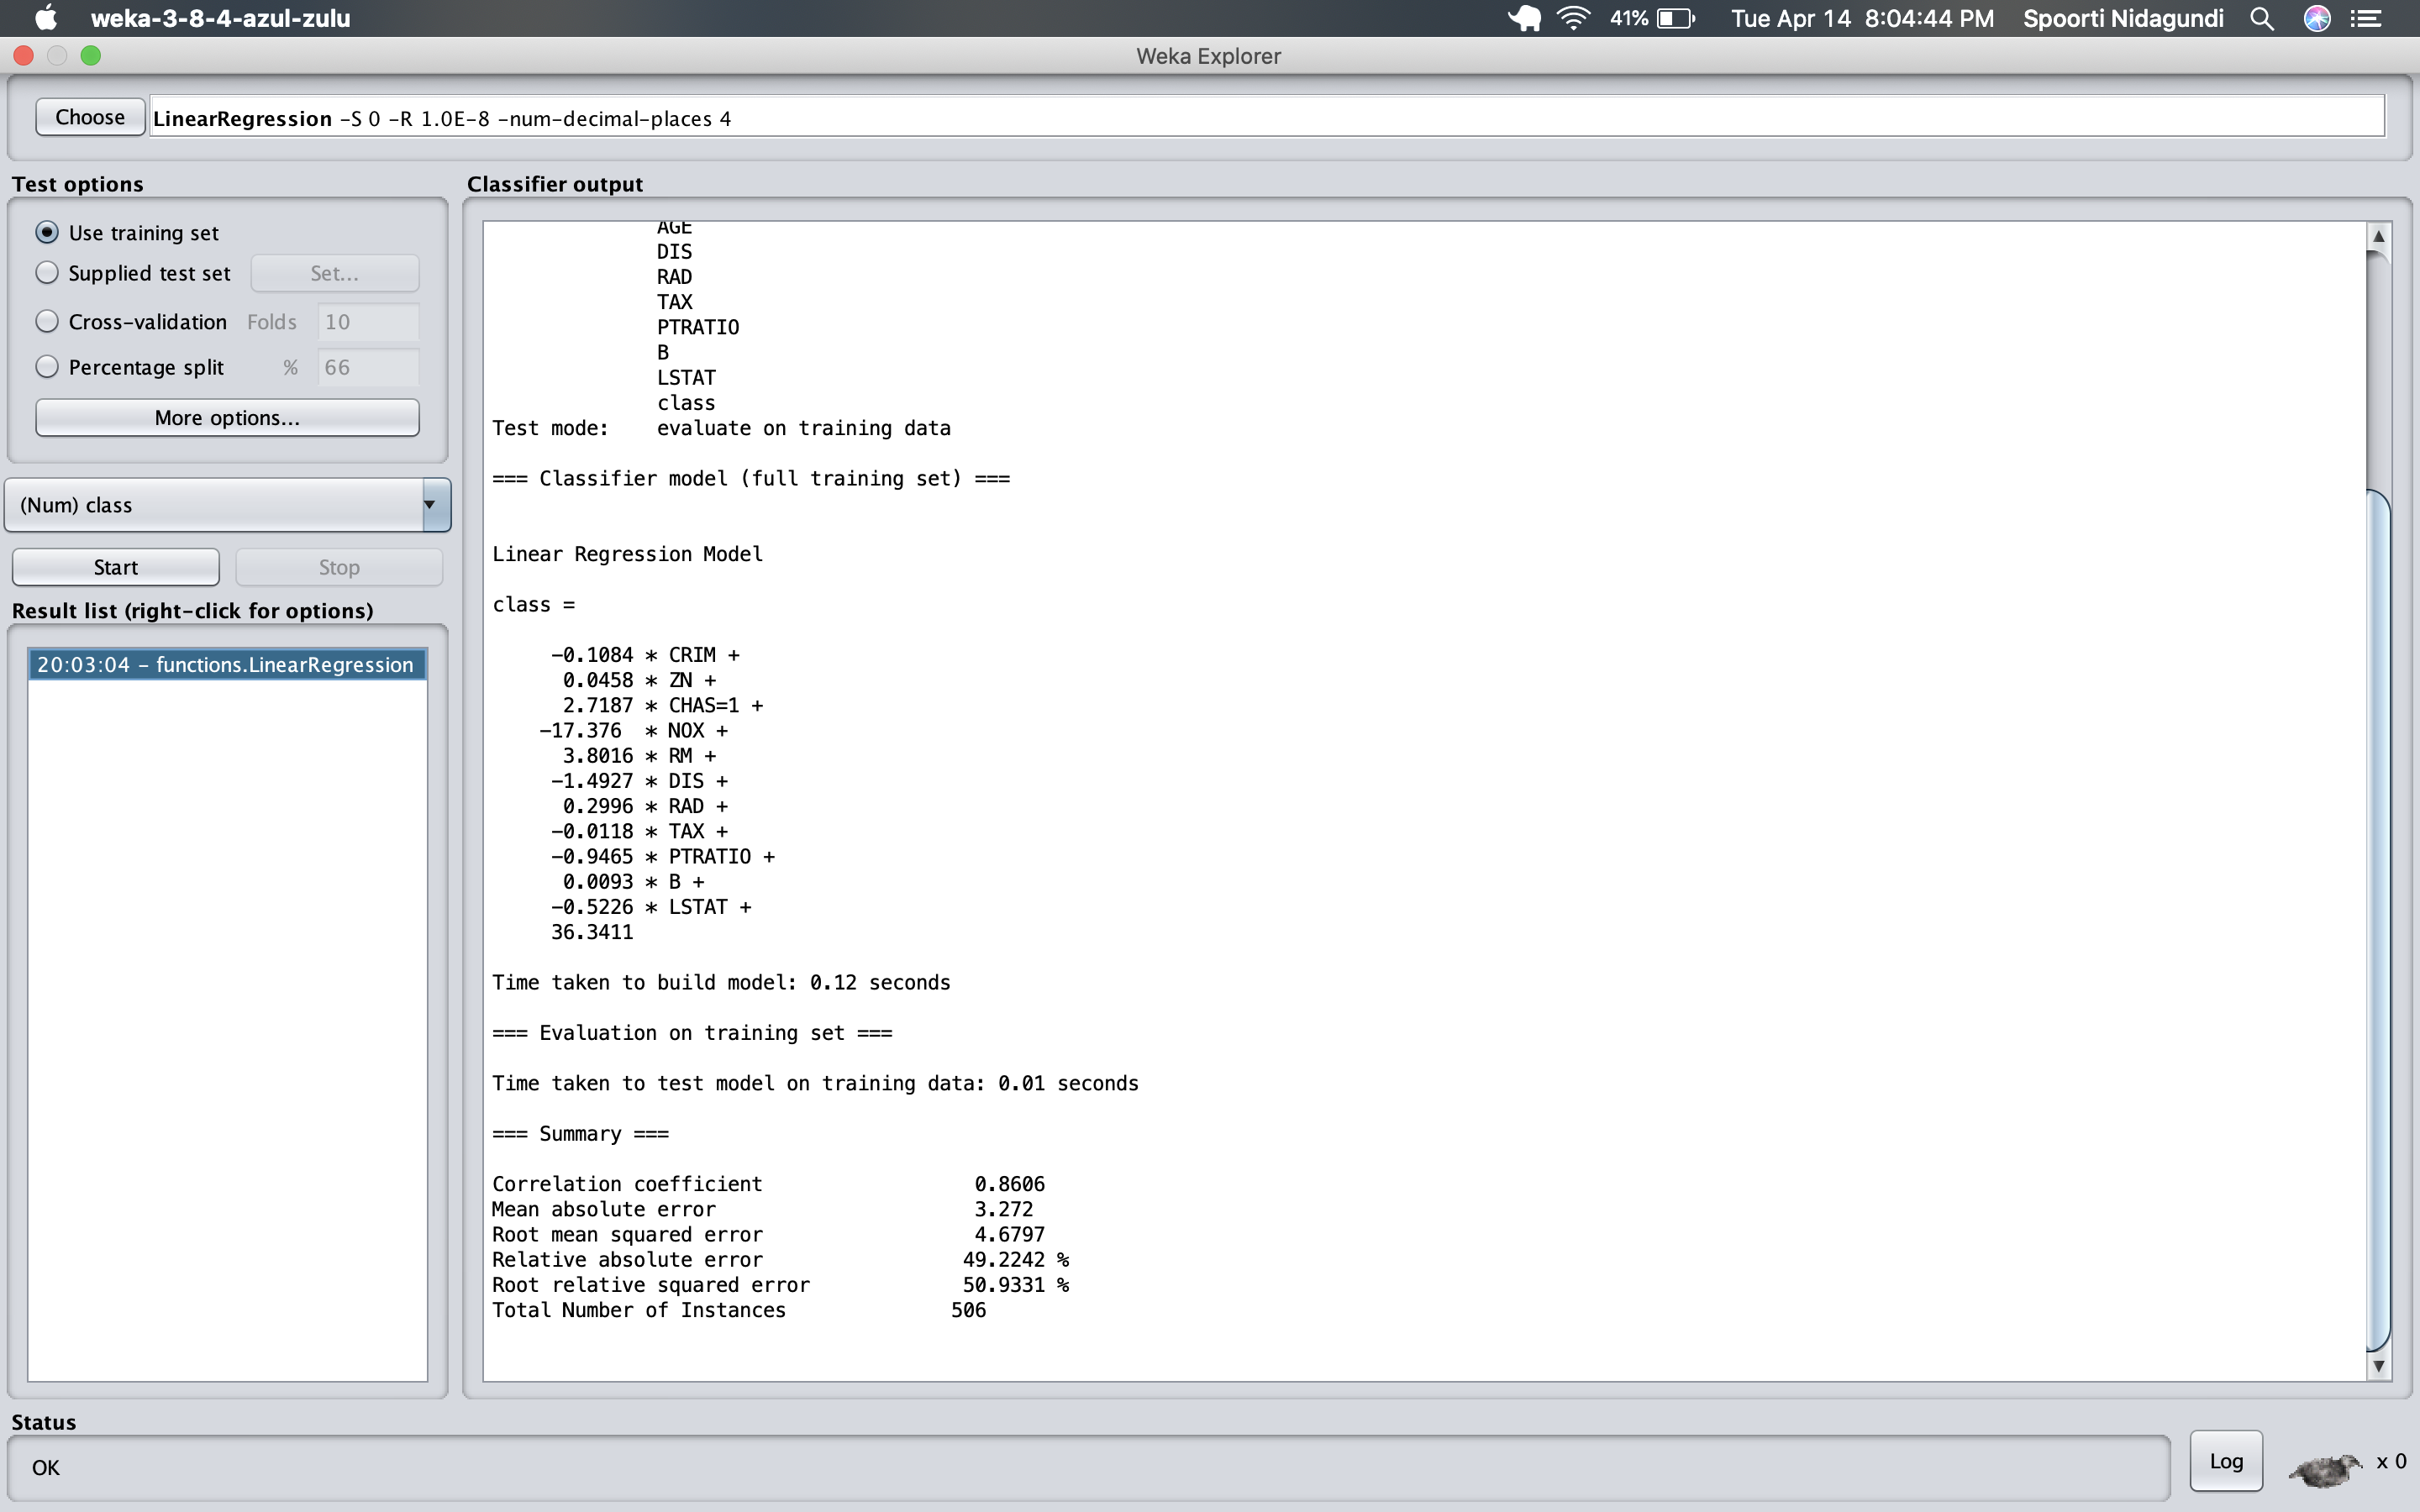 weka-3-8-4-azul-zulu 41% Tue Apr 14 8:04:44 PM Spoorti Nidagundi
Weka Explorer
Choose LinearRegression -S 0 -R 1.0E-8 -num-decimal-places 4
Test options
Use training set
Supplied test set Set...
Cross-validation Folds 10
Percentage split % 66
More options...
(Num) class
Start Stop
Result list (right-click for options)
20:03:04 - functions.LinearRegression
Classifier output
AGE
DIS
RAD
TAX
PTRATIO
B
LSTAT
class
Test mode: evaluate on training data
=== Classifier model (full training set) ===
Linear Regression Model
class =
-0.1084 * CRIM +
0.0458 * ZN +
2.7187 * CHAS=1 +
-17.376 * NOX +
3.8016 * RM +
-1.4927 * DIS +
0.2996 * RAD +
-0.0118 * TAX +
-0.9465 * PTRATIO +
0.0093 * B +
-0.5226 * LSTAT +
36.3411
Time taken to build model: 0.12 seconds
=== Evaluation on training set ===
Time taken to test model on training data: 0.01 seconds
=== Summary ===
Correlation coefficient 0.8606
Mean absolute error 3.272
Root mean squared error 4.6797
Relative absolute error 49.2242 %
Root relative squared error 50.9331 %
Total Number of Instances 506
Status
OK
Log x 0